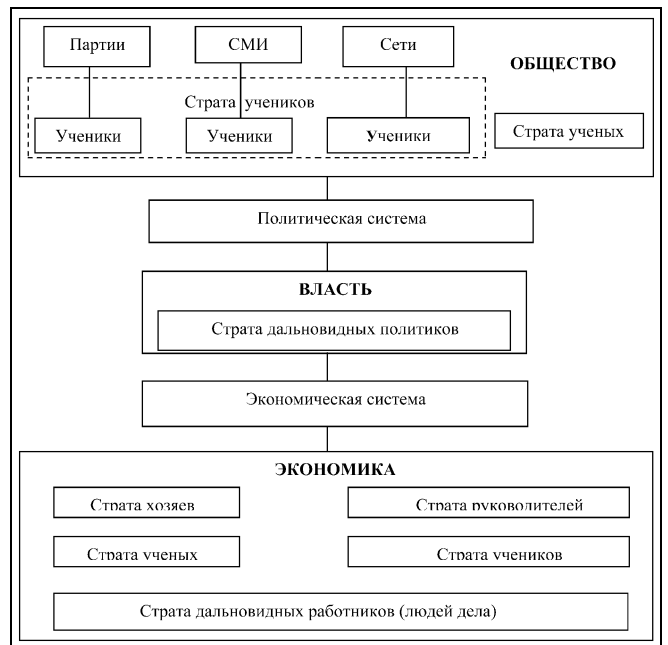 Партии
СМИ
Сети
ОБЩЕСТВО
Страта учеников
Ученики
Ученики
Ученики
Страта ученых
Политическая система
ВЛАСТЬ
Страта дальновидных политиков
Экономическая система
ЭКОНОМИКА
Страта хозяев
Страта руководителей
Страта ученых
Страта учеников
Страта дальновидных работников (людей дела)